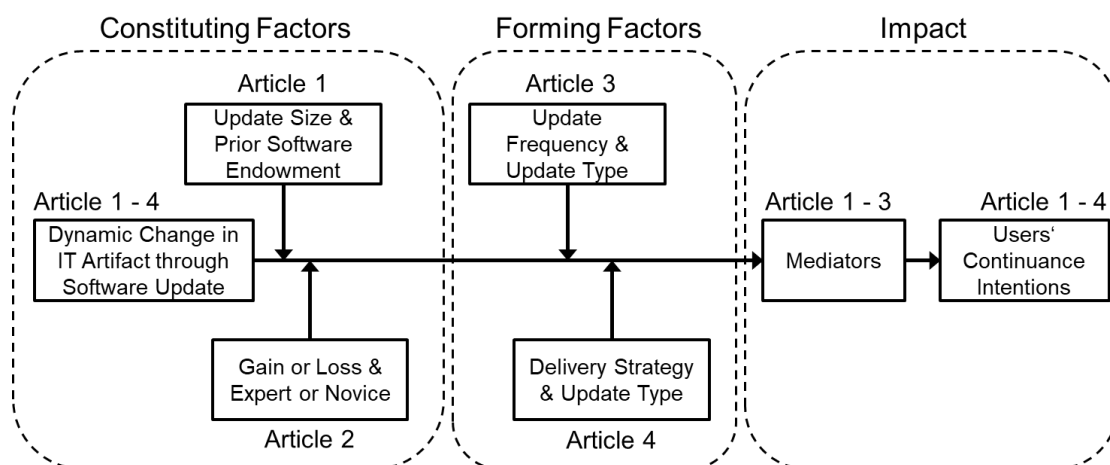 Constituting Factors
Forming Factors
Impact
Article 1
Update Size &
Prior Software
Endowment
Article 3
Update
Frequency &
Update Type
Article 1 - 4
Dynamic Change in
IT Artifact through
Software Update
Article 1 - 3
Mediators
Article 1 - 4
Users‘
Continuance
Intentions
Gain or Loss &
Expert or Novice
Article 2
Delivery Strategy
& Update Type
Article 4